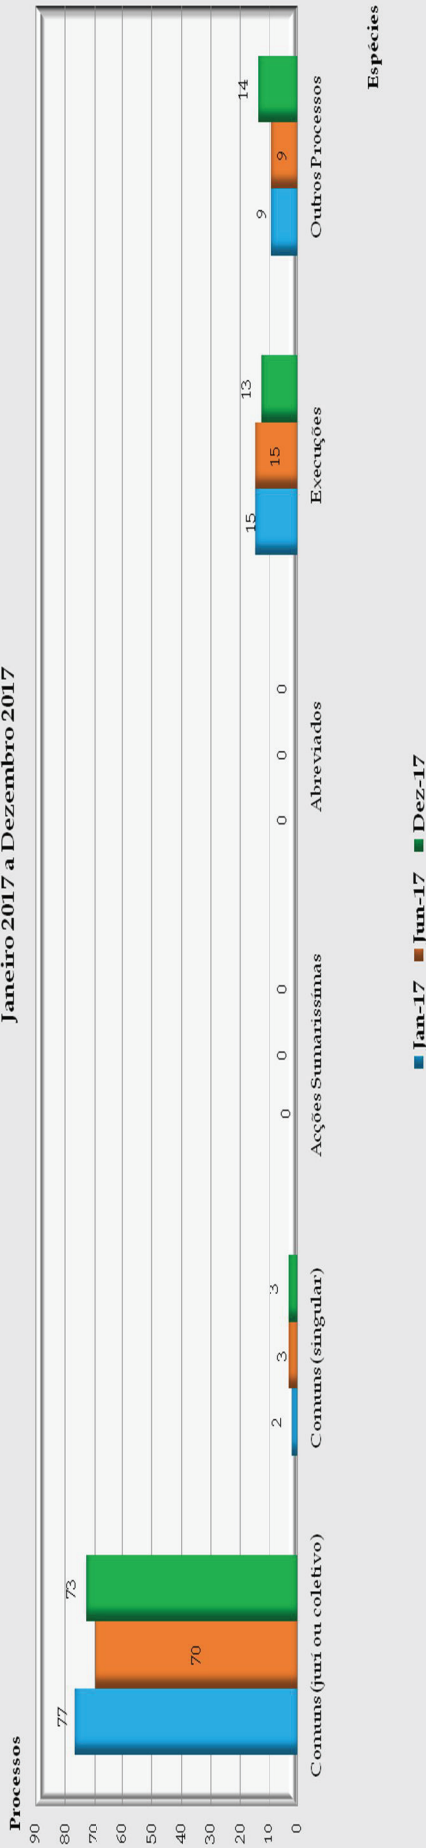 Janeiro 2017 a Dezembro 2017
Processos
90
80
70
60
50
40
30
20
10
0
77
70
73
2
3
3
0
0
0
0
0
0
15
15
13
9
9
14
Comuns (juri ou coletivo)
Comuns (singular)
Acções Sumarissímas
Abreviados
Execuções
Outros Processos
Espécies
Jan-17 Jun-17 Dez-17